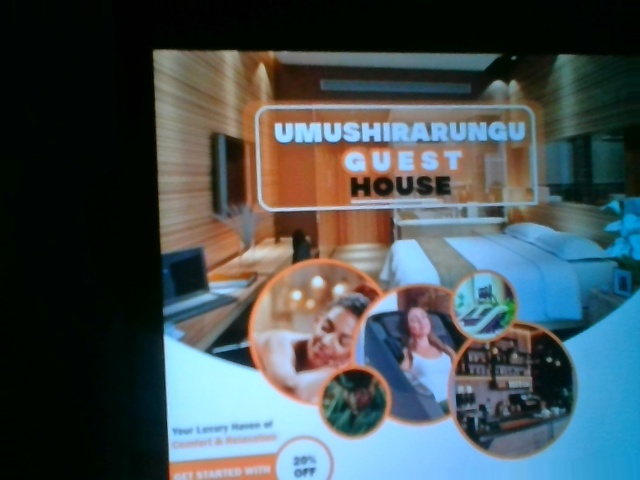 UMUSHIRARUNGU
GUEST
HOUSE
Your Luxury Haven of
Comfort & Relaxation
GET STARTED WITH
20%
OFF